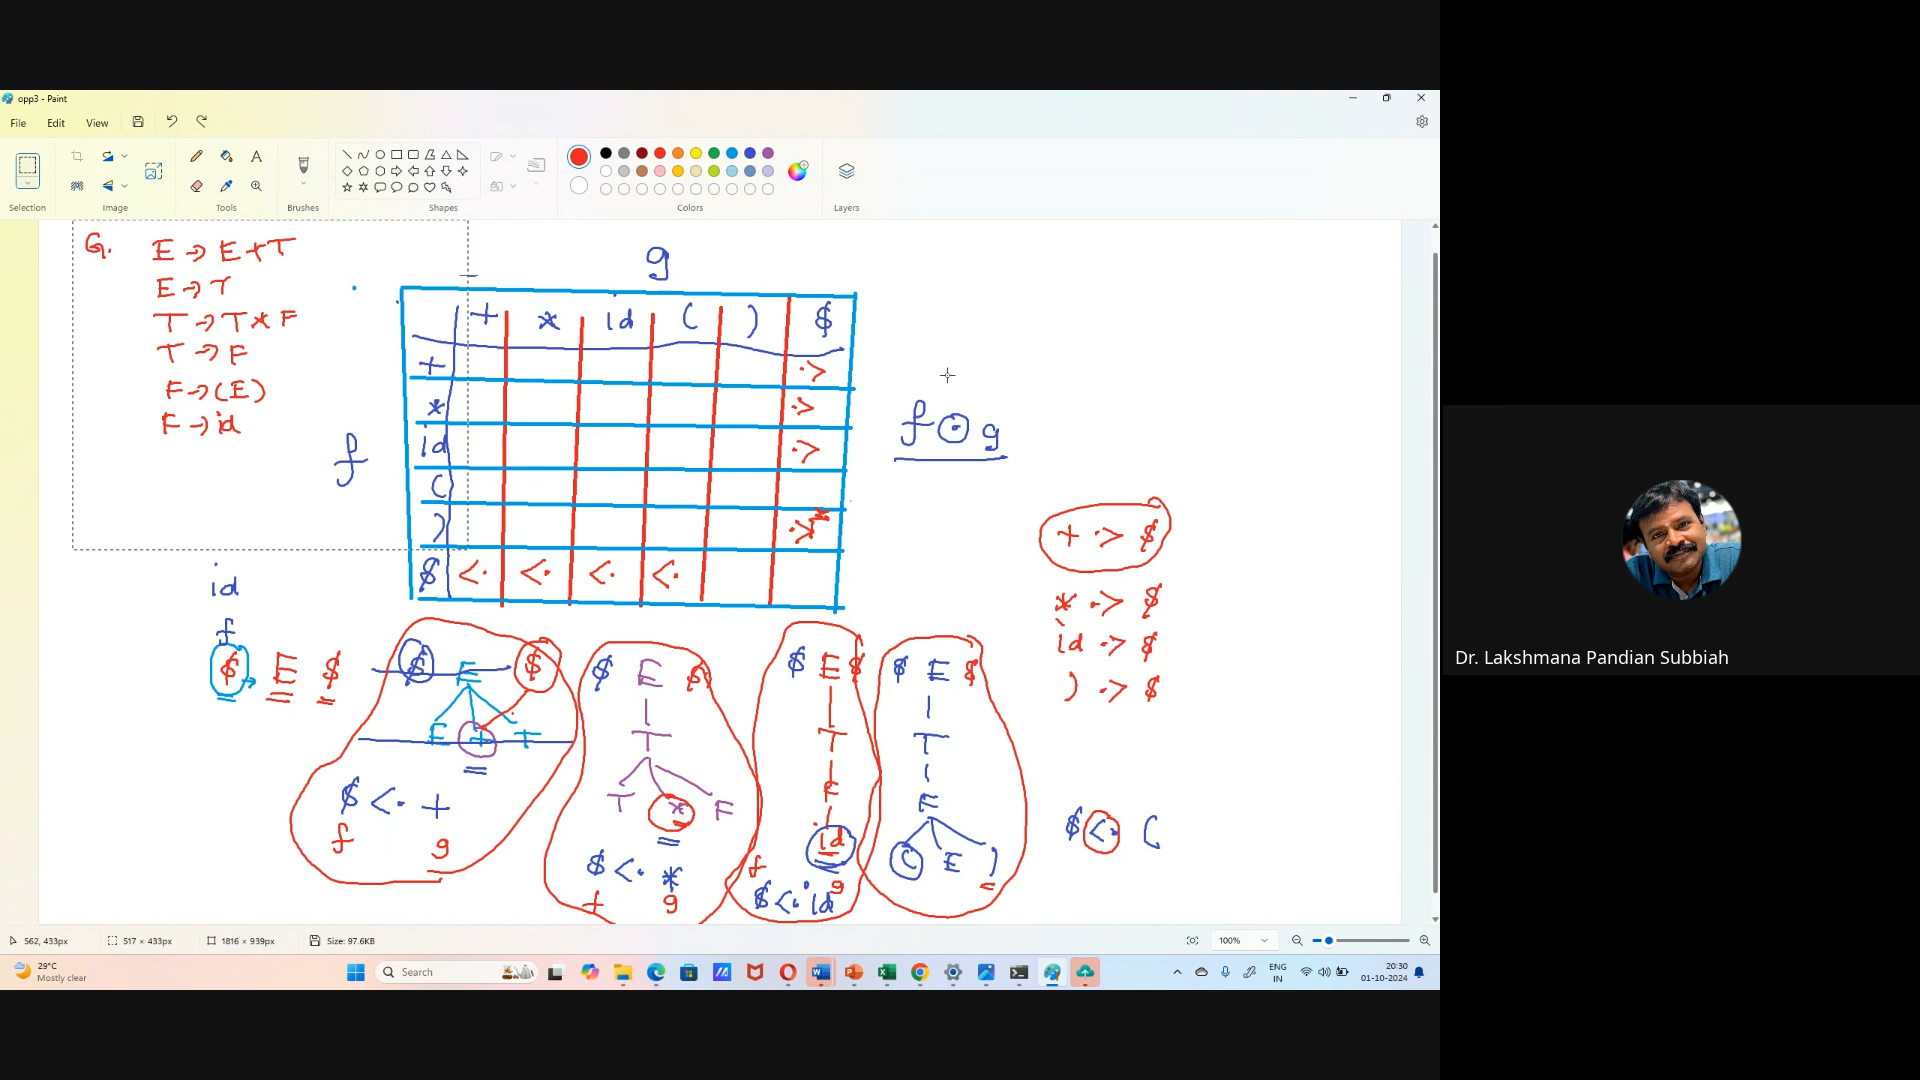 opp3 - Paint
File Edit View
Selection Image Tools Brushes Shapes Colors Layers
G. E → E + T
E → T
T → T * F
T → F
F → (E)
F → id
g
+ * id ( ) $
+ ·>
* ·>
id ·>
(
) ·>*
$ <· <· <· <·
f
f ⊙ g
+ ·> $
* ·> $
id ·> $
) ·> $
id
f
$ E $
$ E $
E + T
$ <· +
f g
$ E $
T
T * F
$ <· *
f g
$ E $
T
F
id
f g
$ <· id
$ E $
T
F
( E )
$ <· (
Dr. Lakshmana Pandian Subbiah
562, 433px 517 × 433px 1816 × 939px Size: 97.6KB 100%
29°C
Mostly clear
Search
ENG
IN
20:30
01-10-2024